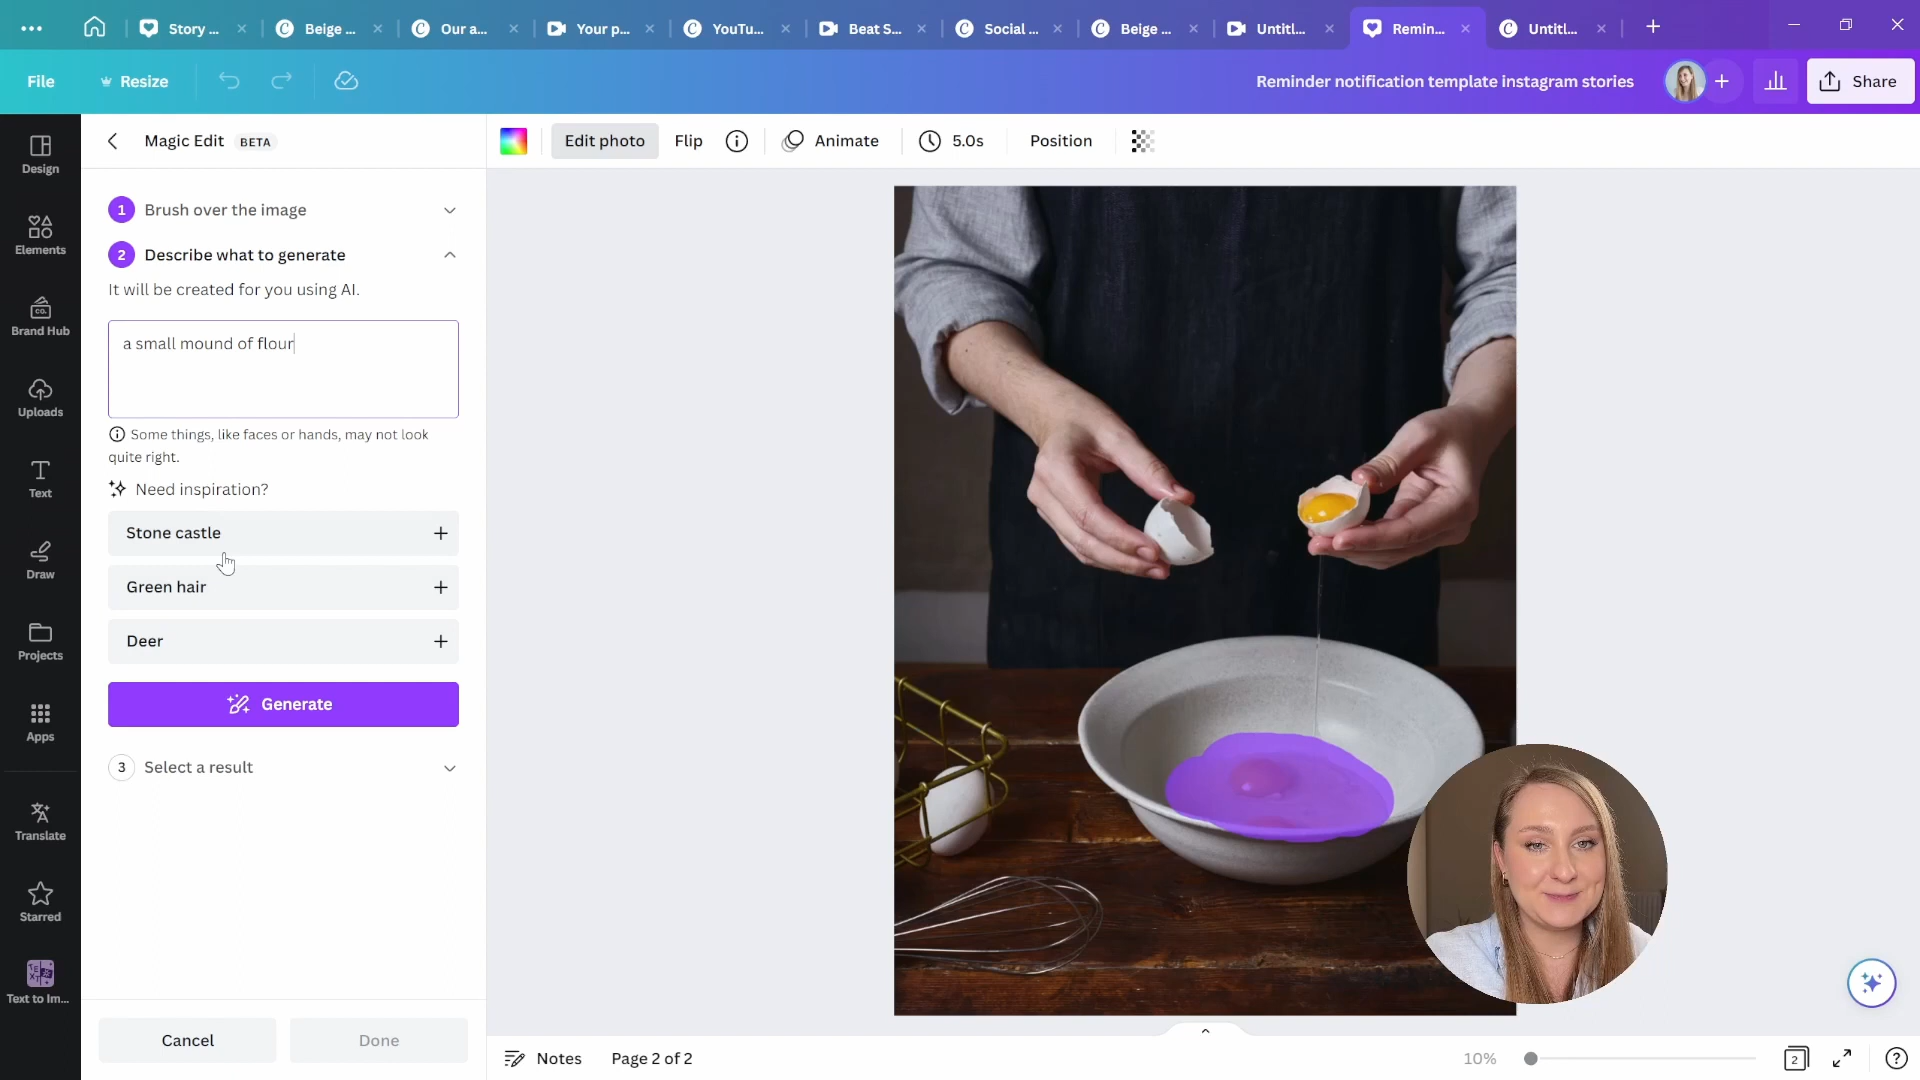 Story ...
Beige ...
Our a...
Your p...
YouTu...
Beat S...
Social ...
Beige ...
Untitl...
Remin...
Untitl...
File
Resize
Reminder notification template instagram stories
Share
Design
Elements
Brand Hub
Uploads
Text
Draw
Projects
Apps
Translate
Starred
Text to Im...
Magic Edit BETA
Edit photo
Flip
Animate
5.0s
Position
1 Brush over the image
2 Describe what to generate
It will be created for you using AI.
a small mound of flour
Some things, like faces or hands, may not look
quite right.
Need inspiration?
Stone castle
Green hair
Deer
Generate
3 Select a result
Cancel
Done
Notes
Page 2 of 2
10%
2